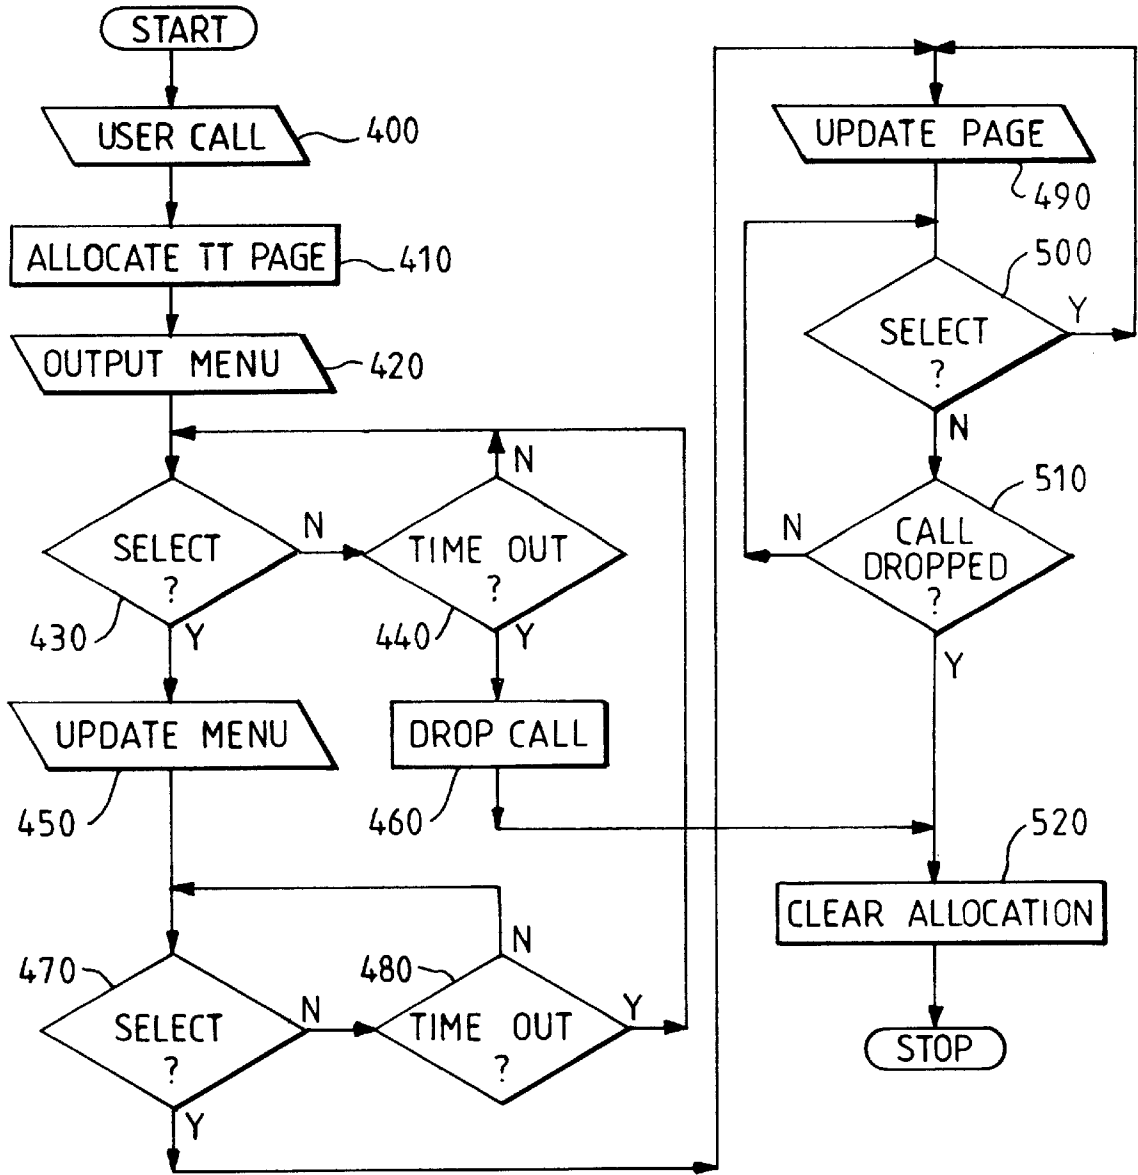 START
USER CALL
400
ALLOCATE TT PAGE
410
OUTPUT MENU
420
SELECT
?
430
N
Y
TIME OUT
?
440
N
Y
UPDATE MENU
450
DROP CALL
460
SELECT
?
470
N
Y
TIME OUT
?
480
N
Y
UPDATE PAGE
490
SELECT
?
500
Y
N
CALL
DROPPED
?
510
N
Y
CLEAR ALLOCATION
520
STOP